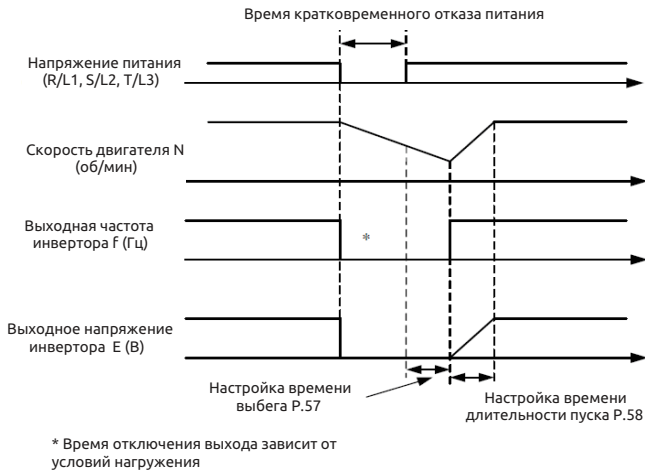 Время кратковременного отказа питания
Напряжение питания
(R/L1, S/L2, T/L3)
Скорость двигателя N
(об/мин)
Выходная частота
инвертора f (Гц)
*
Выходное напряжение
инвертора E (В)
Настройка времени
выбега P.57
Настройка времени
длительности пуска P.58
* Время отключения выхода зависит от
условий нагружения